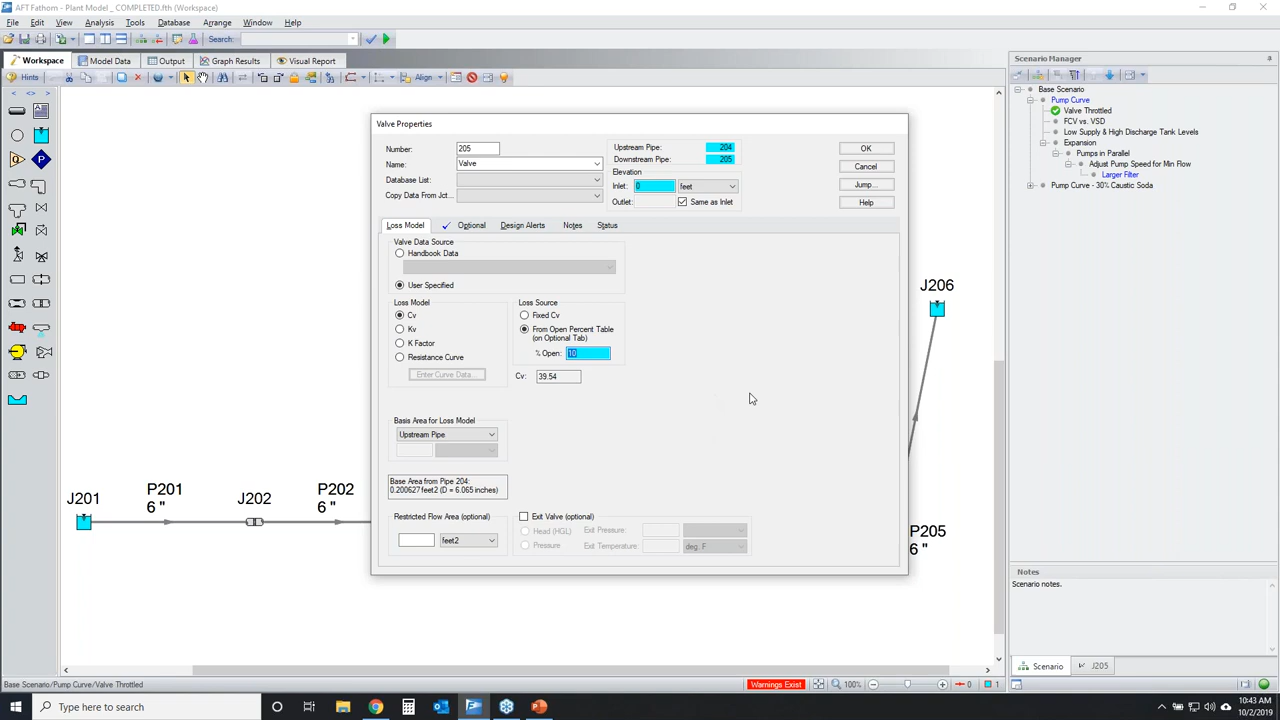 AFT Fathom - Plant Model _ COMPLETED.fth (Workspace)
File Edit View Analysis Tools Database Arrange Window Help
Search:
Workspace Model Data Output Graph Results Visual Report
Hints Align
Scenario Manager
Base Scenario
Pump Curve
Valve Throttled
FCV vs. VSD
Low Supply & High Discharge Tank Levels
Expansion
Pumps in Parallel
Adjust Pump Speed for Min Flow
Larger Filter
Pump Curve - 30% Caustic Soda
Valve Properties
Number: 205
Name: Valve
Database List:
Copy Data From Jct...
Upstream Pipe: 204
Downstream Pipe: 205
Elevation
Inlet: 0 feet
Outlet: Same as Inlet
OK
Cancel
Jump...
Help
Loss Model Optional Design Alerts Notes Status
Valve Data Source
Handbook Data
User Specified
Loss Model
Cv
Kv
K Factor
Resistance Curve
Enter Curve Data...
Loss Source
Fixed Cv
From Open Percent Table
(on Optional Tab)
% Open: 10
Cv: 39.54
Basis Area for Loss Model
Upstream Pipe
Base Area from Pipe 204:
0.200627 feet2 (D = 6.065 inches)
Restricted Flow Area (optional)
feet2
Exit Valve (optional)
Head (HGL)
Pressure
Exit Pressure:
Exit Temperature: deg. F
J201
P201
6 "
J202
P202
6 "
J206
P205
6 "
Notes
Scenario notes.
Scenario J205
Base Scenario/Pump Curve/Valve Throttled
Warnings Exist 100% 0 1
Type here to search
10:43 AM
10/2/2019